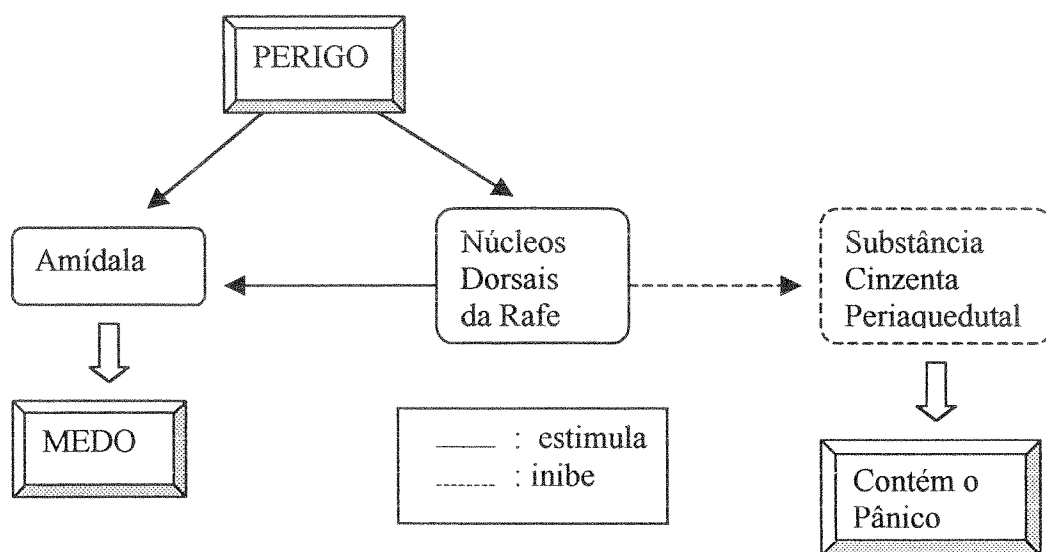 PERIGO
Amídala
Núcleos
Dorsais
da Rafe
Substância
Cinzenta
Periaquedutal
MEDO
: estimula
: inibe
Contém o
Pânico